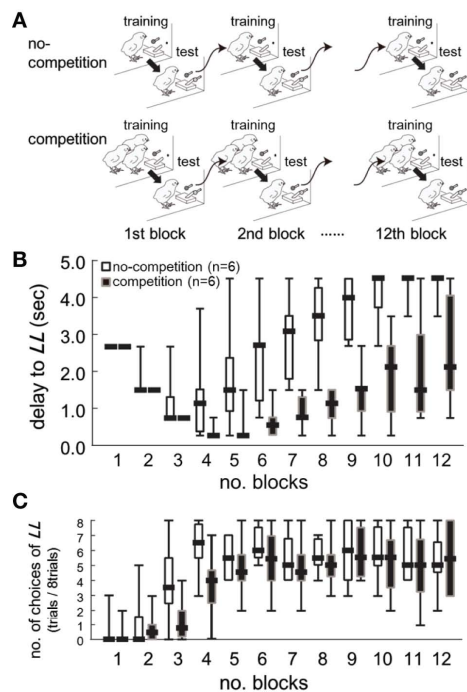 A
training
training
training
no-
competition
test
test
test
training
training
training
competition
test
test
test
1st block 2nd block ...... 12th block
B
5.0
4.0
3.0
2.0
1.0
0.0
delay to LL (sec)
no-competition (n=6)
competition (n=6)
1 2 3 4 5 6 7 8 9 10 11 12
no. blocks
C
8
7
6
5
4
3
2
1
0
no. of choices of LL
(trials / 8trials)
1 2 3 4 5 6 7 8 9 10 11 12
no. blocks